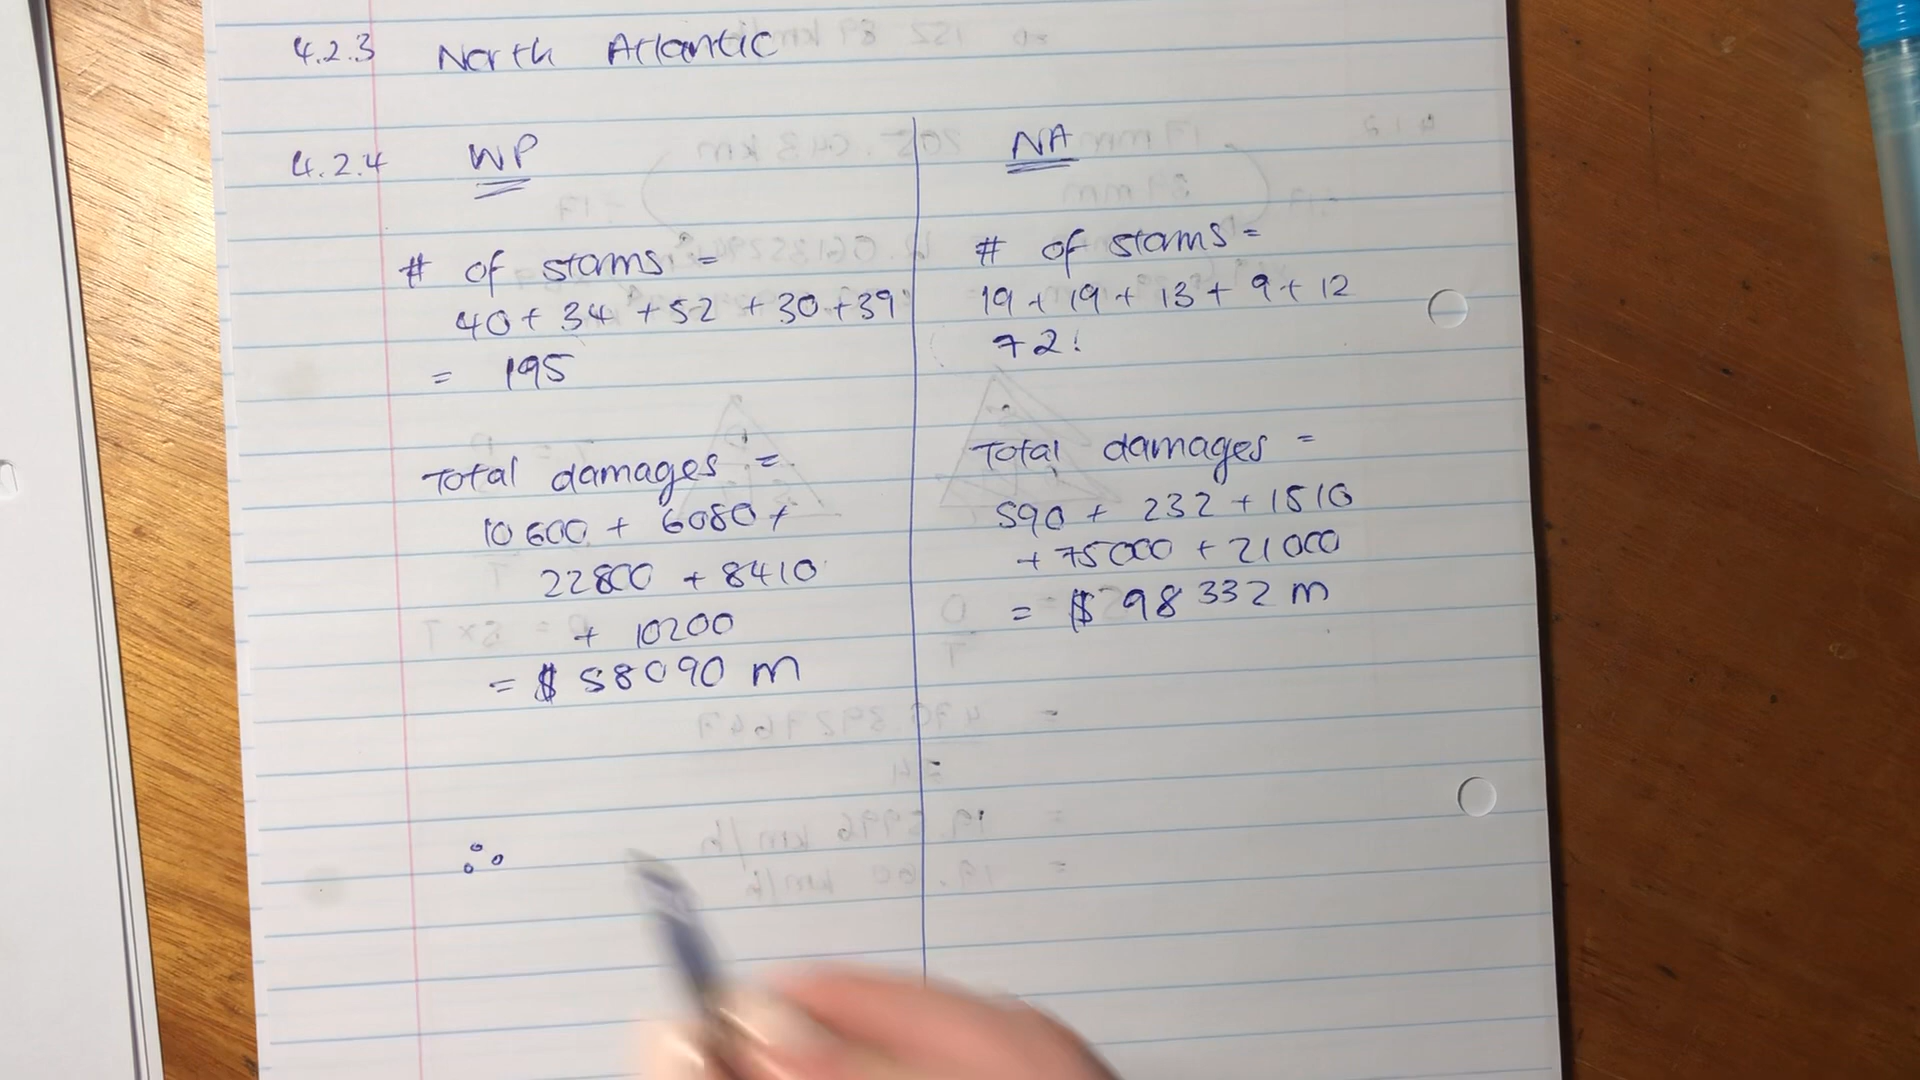 4.2.3 North Atlantic
4.2.4 WP
# of storms =
40 + 34 + 52 + 30 + 39
= 195
Total damages =
10 600 + 6080 +
22800 + 8410
+ 10200
= $ 58090 m
∴
NA
# of storms =
19 + 19 + 13 + 9 + 12
72
Total damages =
590 + 232 + 1510
+ 75000 + 21000
= $ 98 332 m